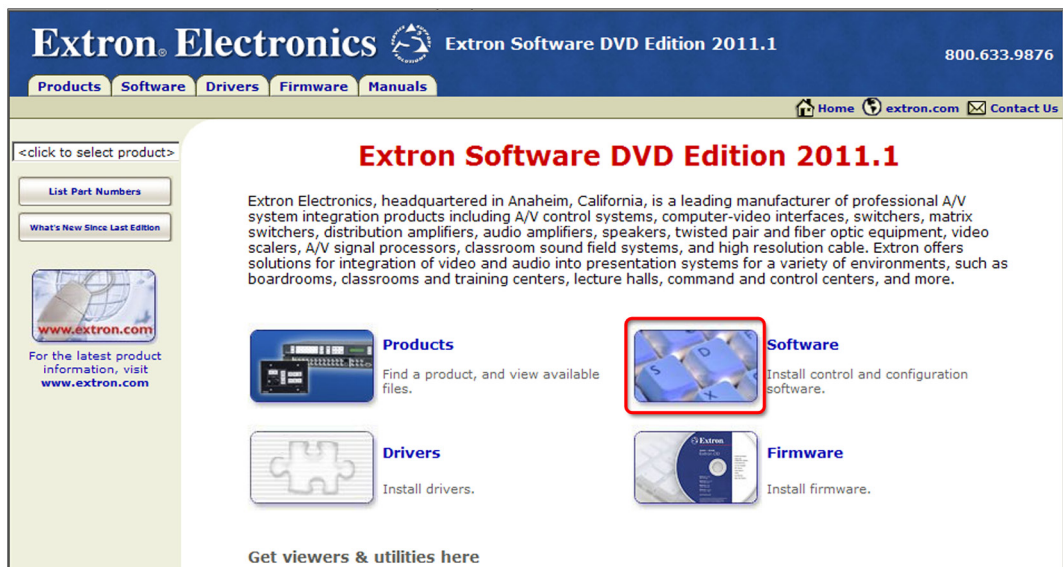 Extron® Electronics Extron Software DVD Edition 2011.1
800.633.9876
Products Software Drivers Firmware Manuals
Home extron.com Contact Us
<click to select product>
List Part Numbers
What's New Since Last Edition
www.extron.com
For the latest product
information, visit
www.extron.com
Extron Software DVD Edition 2011.1
Extron Electronics, headquartered in Anaheim, California, is a leading manufacturer of professional A/V
system integration products including A/V control systems, computer-video interfaces, switchers, matrix
switchers, distribution amplifiers, audio amplifiers, speakers, twisted pair and fiber optic equipment, video
scalers, A/V signal processors, classroom sound field systems, and high resolution cable. Extron offers
solutions for integration of video and audio into presentation systems for a variety of environments, such as
boardrooms, classrooms and training centers, lecture halls, command and control centers, and more.
Products
Find a product, and view available
files.
S D X
Software
Install control and configuration
software.
Drivers
Install drivers.
Extron
Firmware
Install firmware.
Get viewers & utilities here